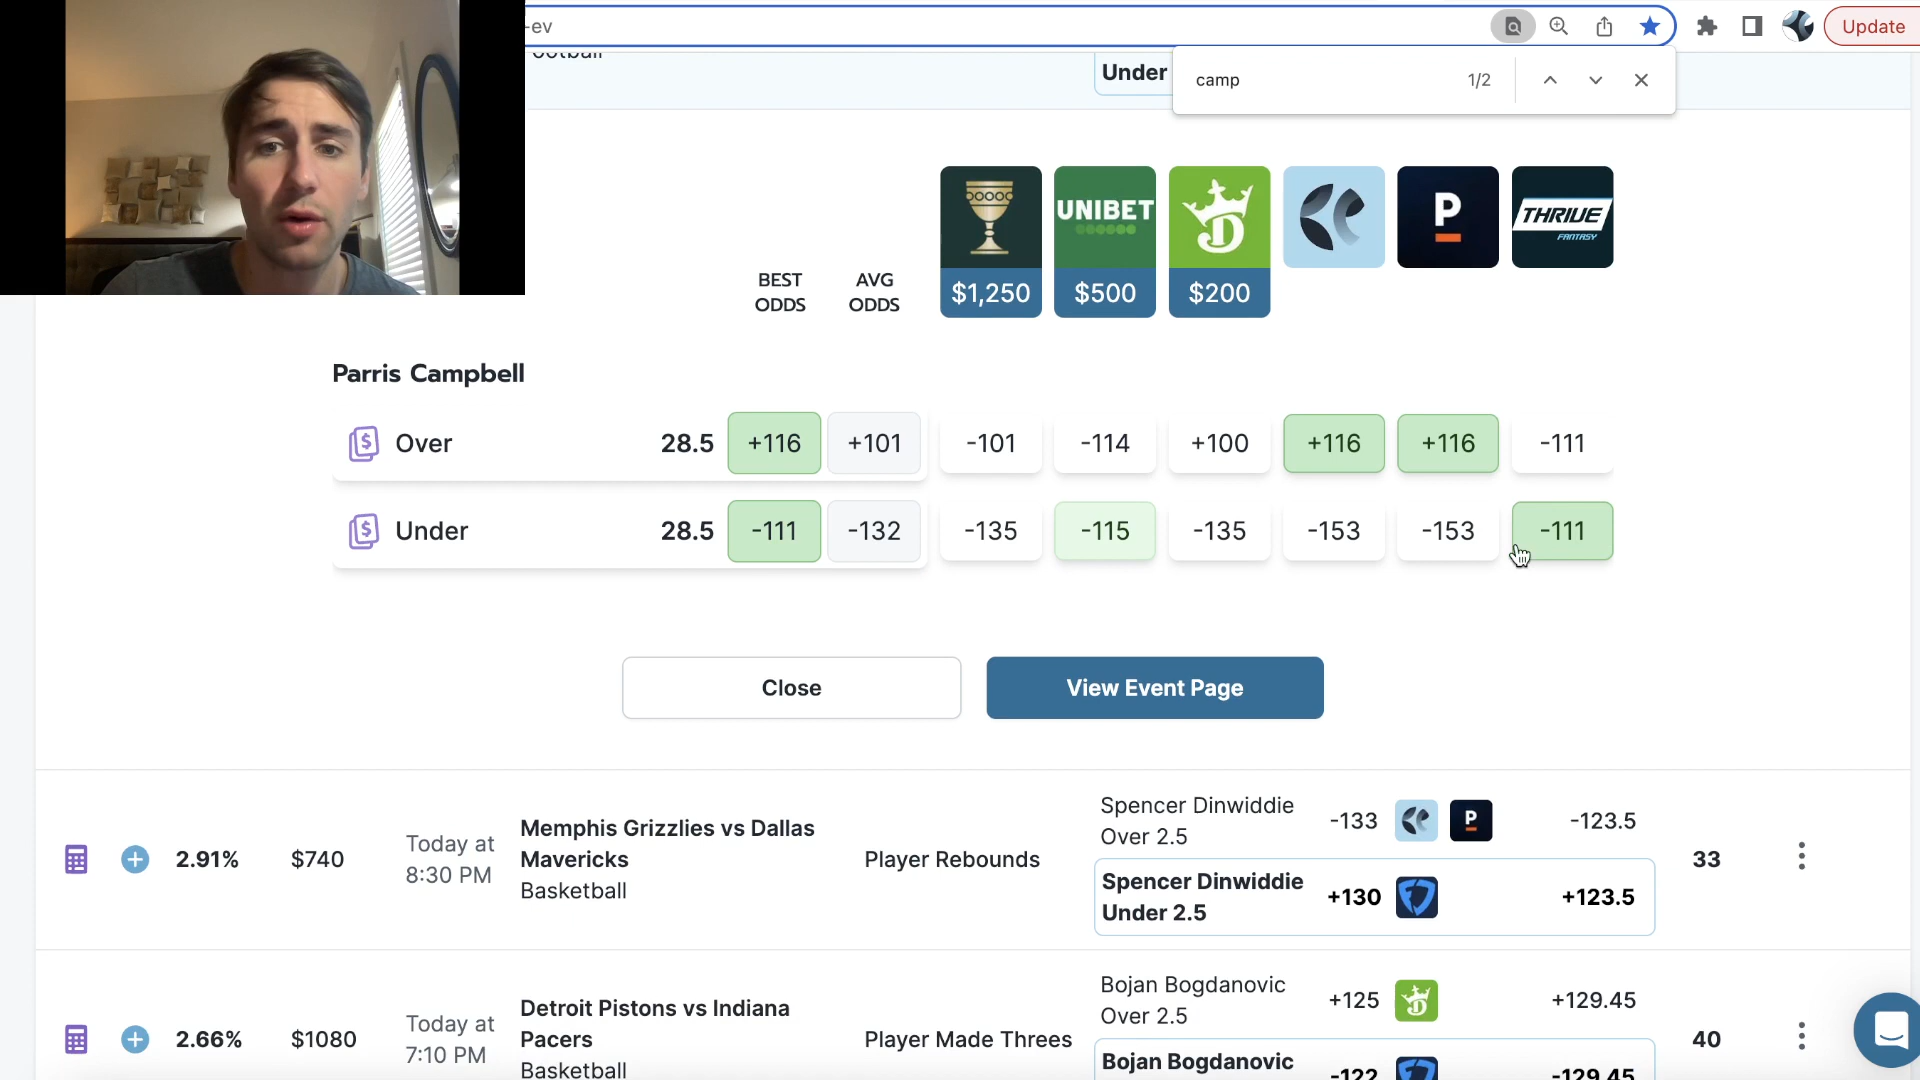 -ev
Update
camp
1/2
Under
UNIBET
P
THRIVE
FANTASY
BEST
ODDS
AVG
ODDS
$1,250
$500
$200
Parris Campbell
Over
28.5
+116
+101
-101
-114
+100
+116
+116
-111
Under
28.5
-111
-132
-135
-115
-135
-153
-153
-111
Close
View Event Page
2.91%
$740
Today at
8:30 PM
Memphis Grizzlies vs Dallas
Mavericks
Basketball
Player Rebounds
Spencer Dinwiddie
Over 2.5
-133
P
-123.5
Spencer Dinwiddie
Under 2.5
+130
+123.5
33
2.66%
$1080
Today at
7:10 PM
Detroit Pistons vs Indiana
Pacers
Basketball
Player Made Threes
Bojan Bogdanovic
Over 2.5
+125
+129.45
Bojan Bogdanovic
-122
-129.45
40